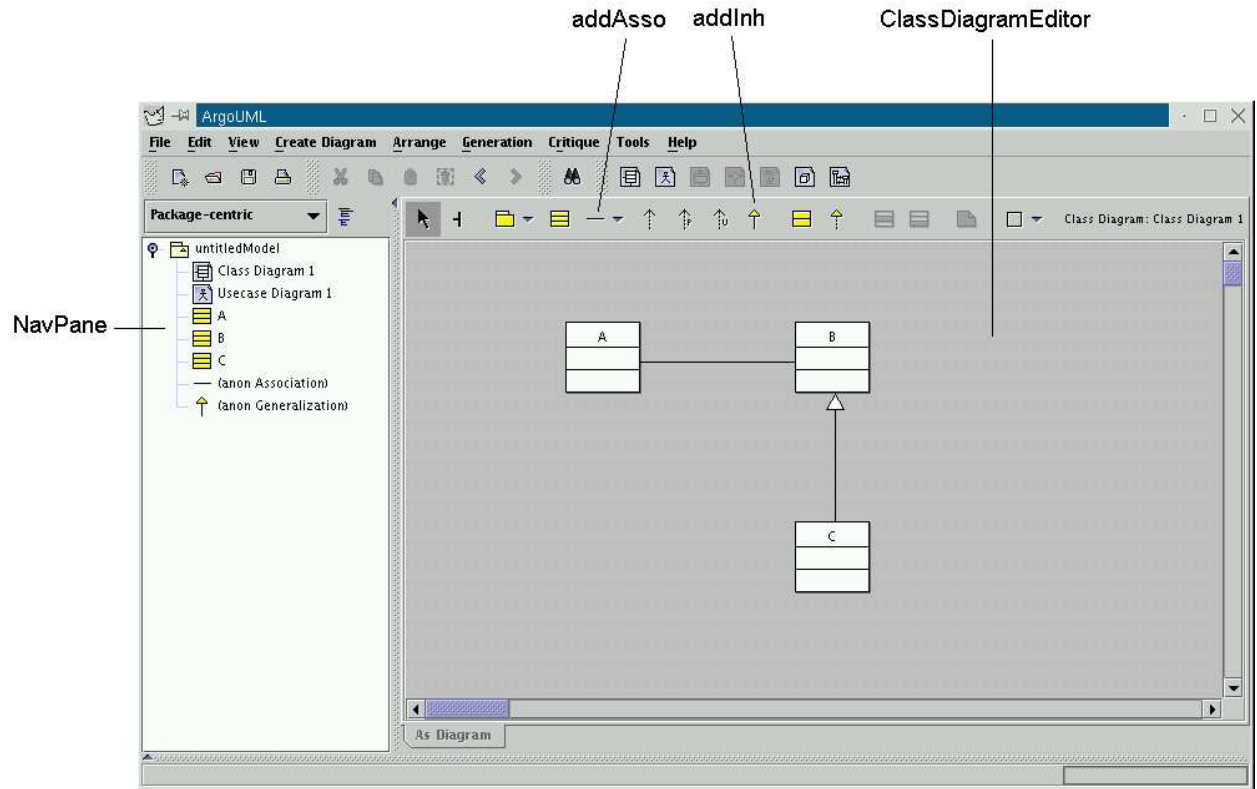 addAsso addInh ClassDiagramEditor
ArgoUML
File Edit View Create Diagram Arrange Generation Critique Tools Help
Package-centric
Class Diagram: Class Diagram 1
untitledModel
Class Diagram 1
Usecase Diagram 1
A
B
C
(anon Association)
(anon Generalization)
NavPane
A B
C
As Diagram